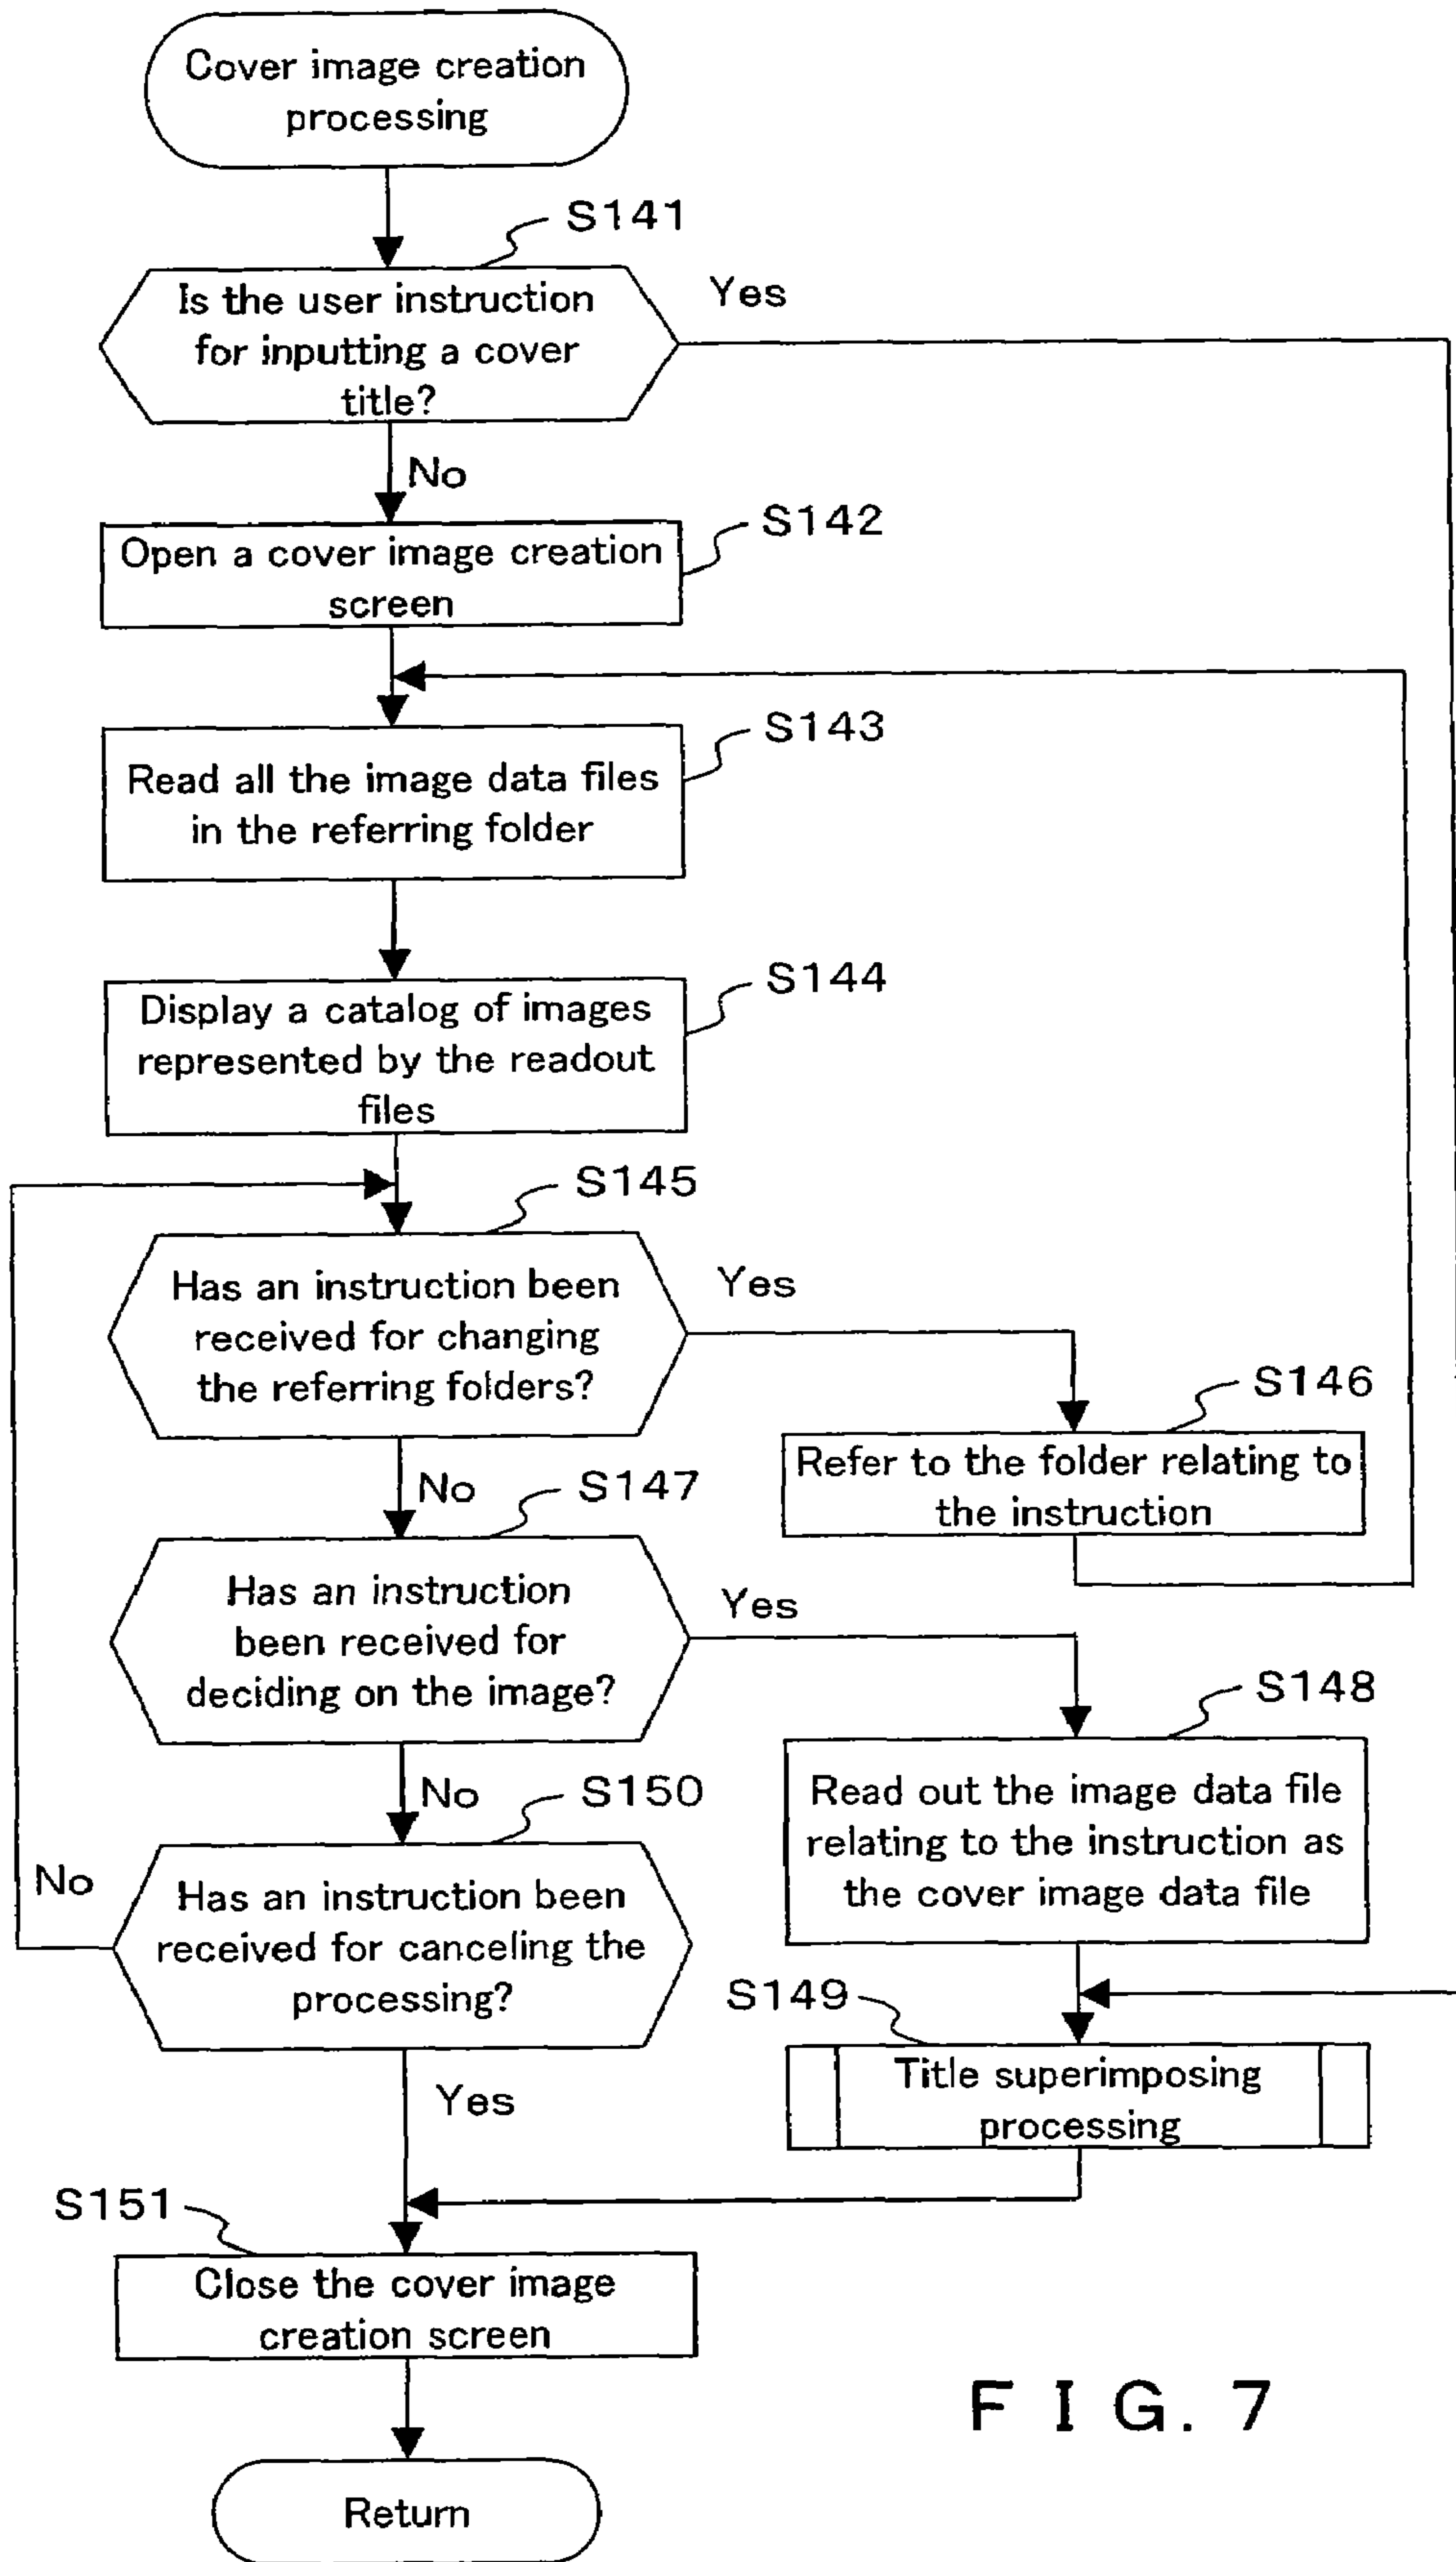 Cover image creation
processing
S141
Is the user instruction
for inputting a cover
title?
Yes
No
S142
Open a cover image creation
screen
S143
Read all the image data files
in the referring folder
S144
Display a catalog of images
represented by the readout
files
S145
Has an instruction been
received for changing
the referring folders?
Yes
S146
Refer to the folder relating to
the instruction
No
S147
Has an instruction
been received for
deciding on the image?
Yes
S148
Read out the image data file
relating to the instruction as
the cover image data file
No
S150
Has an instruction been
received for canceling the
processing?
No
S149
Title superimposing
processing
Yes
S151
Close the cover image
creation screen
Return
FIG. 7